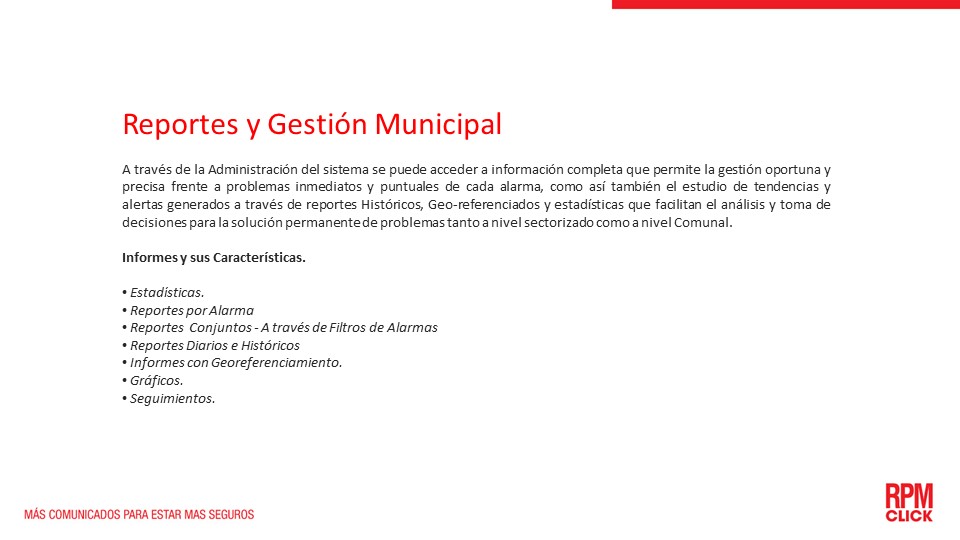 Reportes y Gestión Municipal
A través de la Administración del sistema se puede acceder a información completa que permite la gestión oportuna y
precisa frente a problemas inmediatos y puntuales de cada alarma, como así también el estudio de tendencias y
alertas generados a través de reportes Históricos, Geo-referenciados y estadísticas que facilitan el análisis y toma de
decisiones para la solución permanente de problemas tanto a nivel sectorizado como a nivel Comunal.
Informes y sus Características.
• Estadísticas.
• Reportes por Alarma
• Reportes  Conjuntos - A través de Filtros de Alarmas
• Reportes Diarios e Históricos
• Informes con Georeferenciamiento.
• Gráficos.
• Seguimientos.
MÁS COMUNICADOS PARA ESTAR MAS SEGUROS
RPM
CLICK